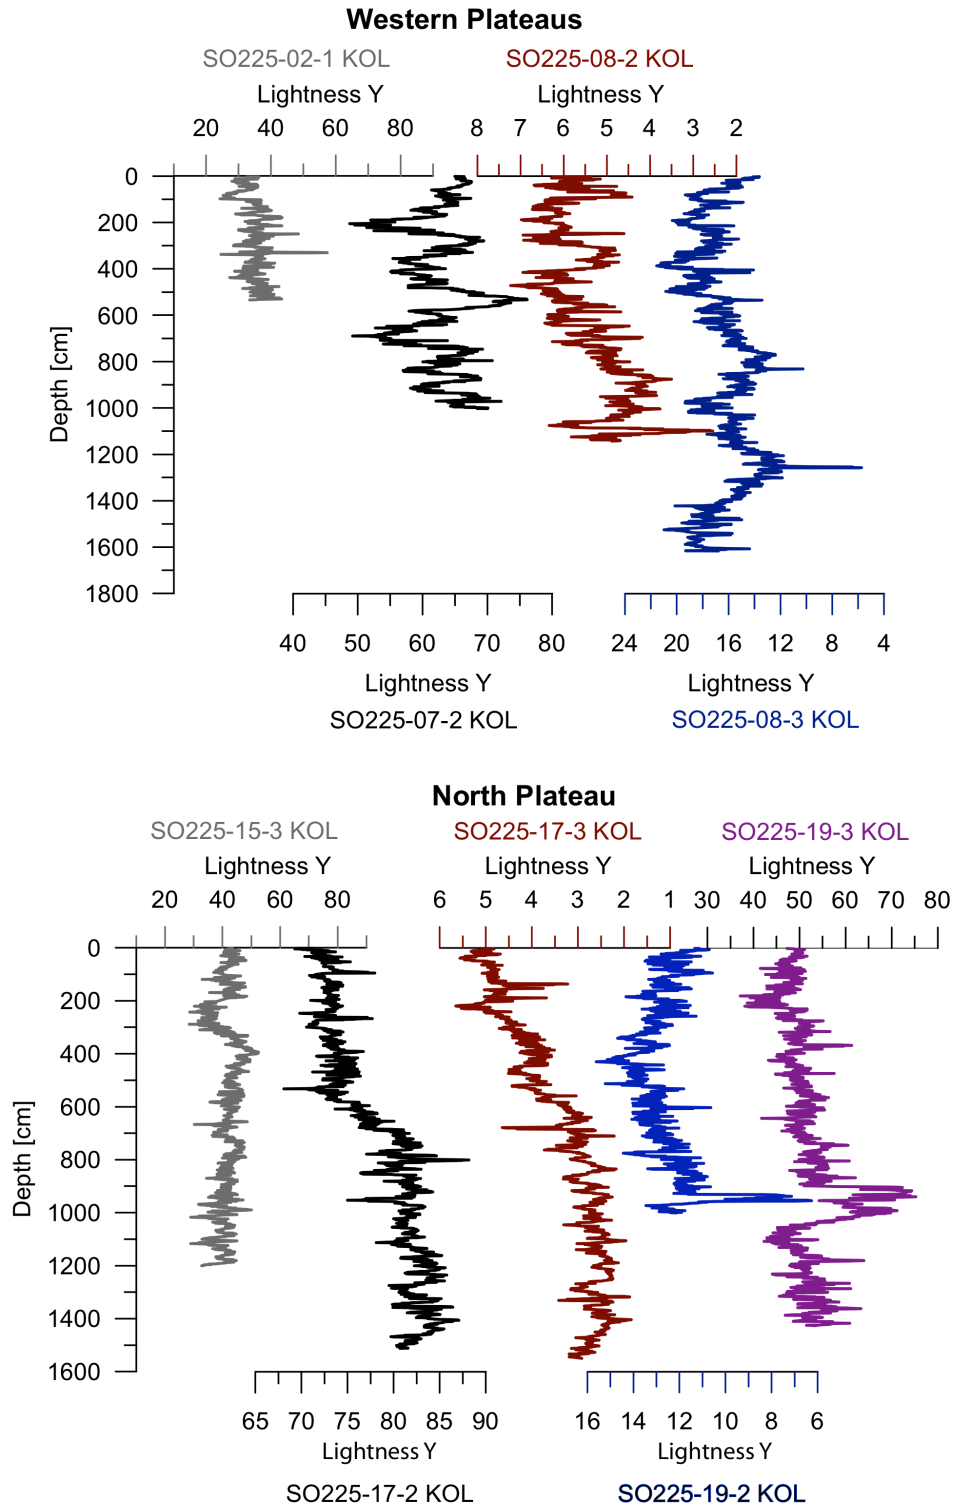 Western Plateaus
SO225-02-1 KOL SO225-08-2 KOL
Lightness Y Lightness Y
20 40 60 80 8 7 6 5 4 3 2
0
200
400
600
800
1000
1200
1400
1600
1800
Depth [cm]
40 50 60 70 80 24 20 16 12 8 4
Lightness Y Lightness Y
SO225-07-2 KOL SO225-08-3 KOL
North Plateau
SO225-15-3 KOL SO225-17-3 KOL SO225-19-3 KOL
Lightness Y Lightness Y Lightness Y
20 40 60 80 6 5 4 3 2 1 30 40 50 60 70 80
0
200
400
600
800
1000
1200
1400
1600
Depth [cm]
65 70 75 80 85 90 16 14 12 10 8 6
Lightness Y Lightness Y
SO225-17-2 KOL SO225-19-2 KOL